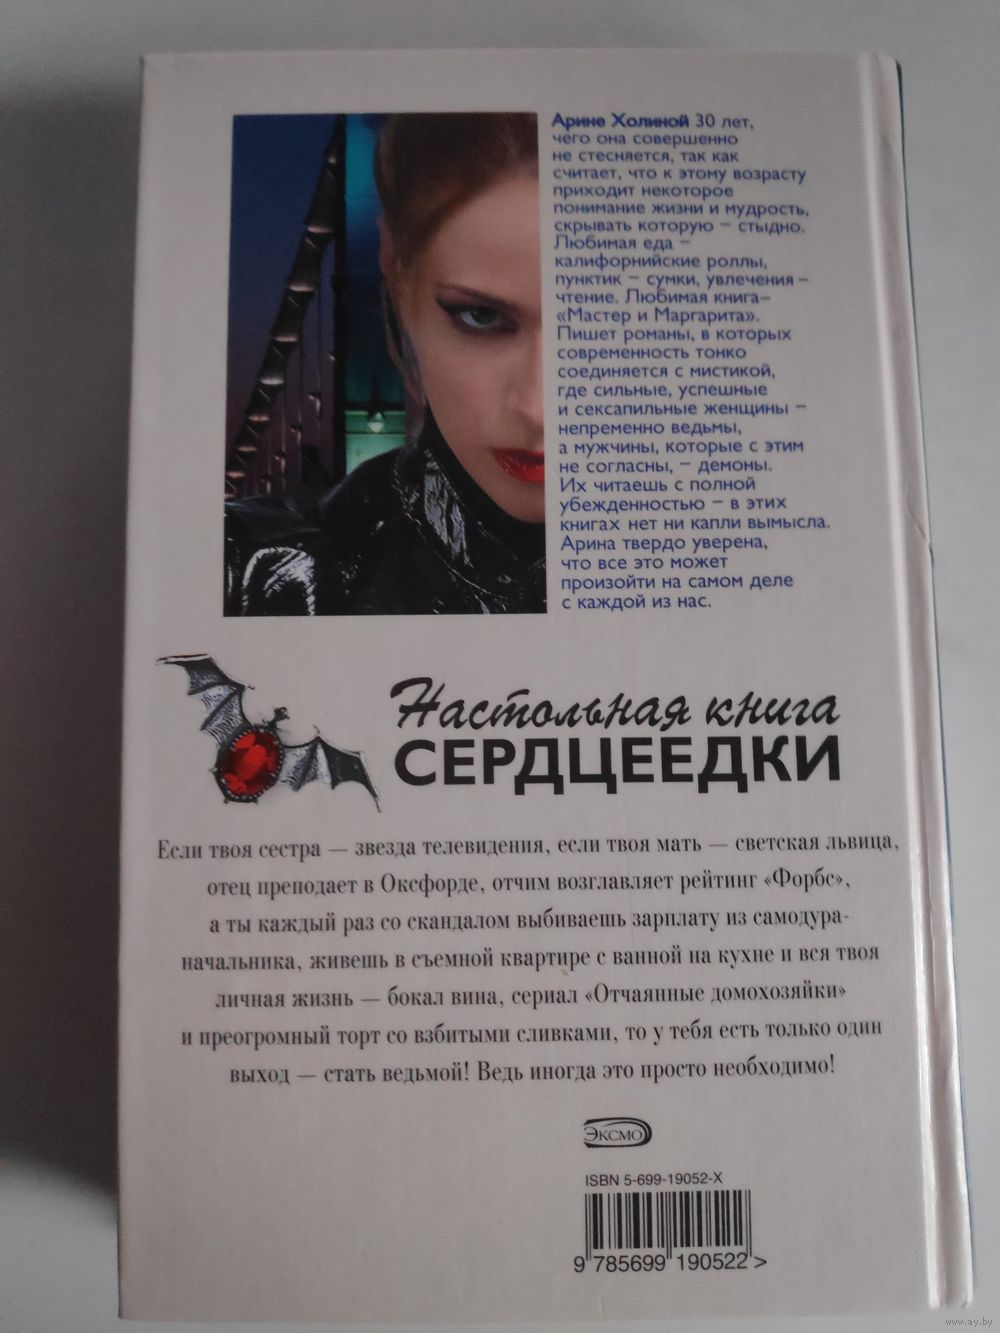 Арине Холиной 30 лет,
чего она совершенно
не стесняется, так как
считает, что к этому возрасту
приходит некоторое
понимание жизни и мудрость,
скрывать которую – стыдно.
Любимая еда –
калифорнийские роллы,
пунктик – сумки, увлечения –
чтение. Любимая книга–
«Мастер и Маргарита».
Пишет романы, в которых
современность тонко
соединяется с мистикой,
где сильные, успешные
и сексапильные женщины –
непременно ведьмы,
а мужчины, которые с этим
не согласны, – демоны.
Их читаешь с полной
убежденностью – в этих
книгах нет ни капли вымысла.
Арина твердо уверена,
что все это может
произойти на самом деле
с каждой из нас.
Настольная книга
СЕРДЦЕЕДКИ
Если твоя сестра — звезда телевидения, если твоя мать — светская львица,
отец преподает в Оксфорде, отчим возглавляет рейтинг «Форбс»,
а ты каждый раз со скандалом выбиваешь зарплату из самодура-
начальника, живешь в съемной квартире с ванной на кухне и вся твоя
личная жизнь — бокал вина, сериал «Отчаянные домохозяйки»
и преогромный торт со взбитыми сливками, то у тебя есть только один
выход — стать ведьмой! Ведь иногда это просто необходимо!
ЭКСМО
ISBN 5-699-19052-X
9 785699 190522 >
www.ay.by